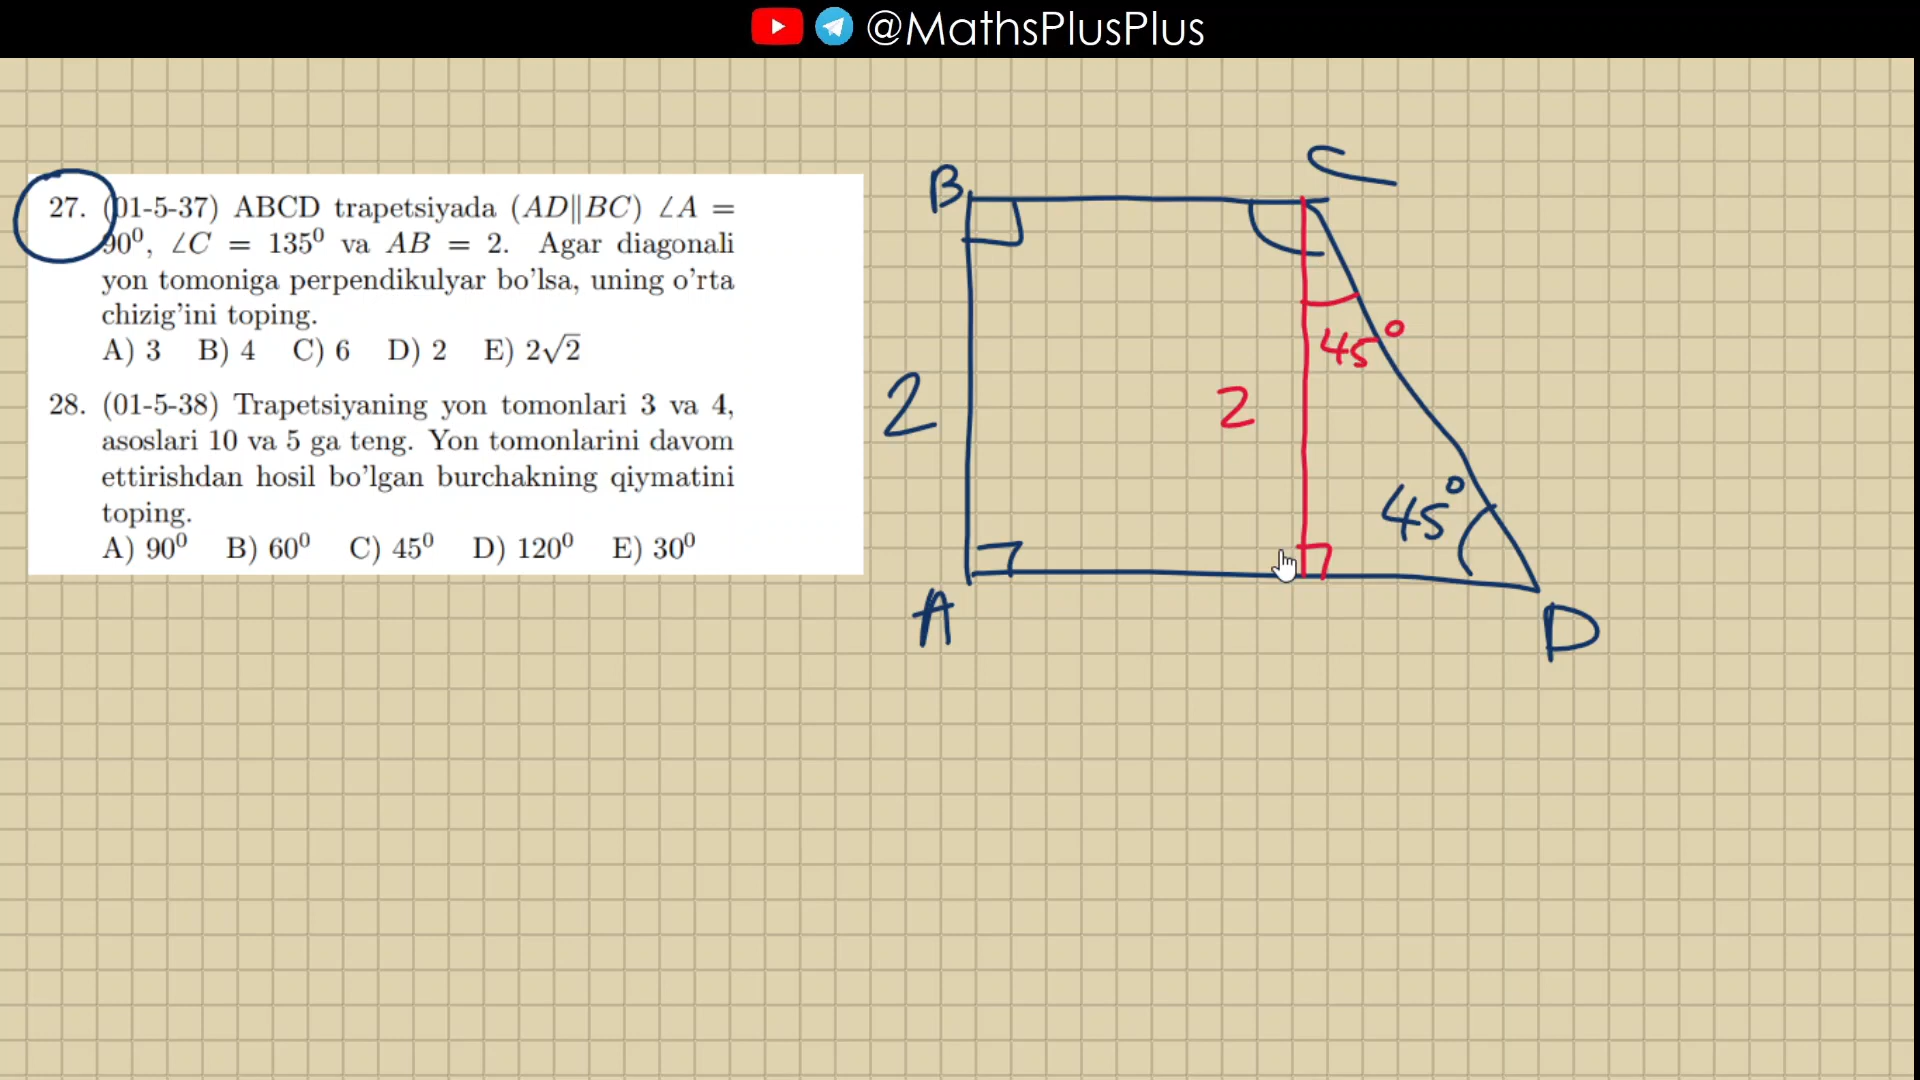 @MathsPlusPlus
27. (01-5-37) ABCD trapetsiyada (AD∥BC) ∠A =
90⁰, ∠C = 135⁰ va AB = 2. Agar diagonali
yon tomoniga perpendikulyar bo'lsa, uning o'rta
chizig'ini toping.
A) 3 B) 4 C) 6 D) 2 E) 2√2
28. (01-5-38) Trapetsiyaning yon tomonlari 3 va 4,
asoslari 10 va 5 ga teng. Yon tomonlarini davom
ettirishdan hosil bo'lgan burchakning qiymatini
toping.
A) 90⁰ B) 60⁰ C) 45⁰ D) 120⁰ E) 30⁰
B
C
45⁰
2
2
45⁰
A
D